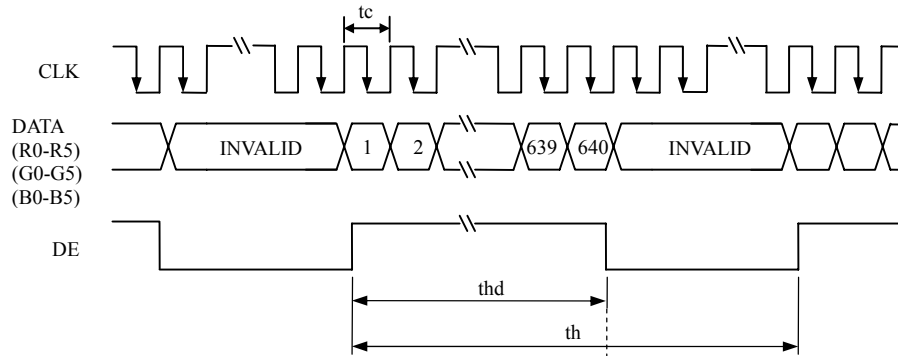 tc
CLK
DATA
(R0-R5)
(G0-G5)
(B0-B5)
INVALID 1 2 639 640 INVALID
DE
thd
th